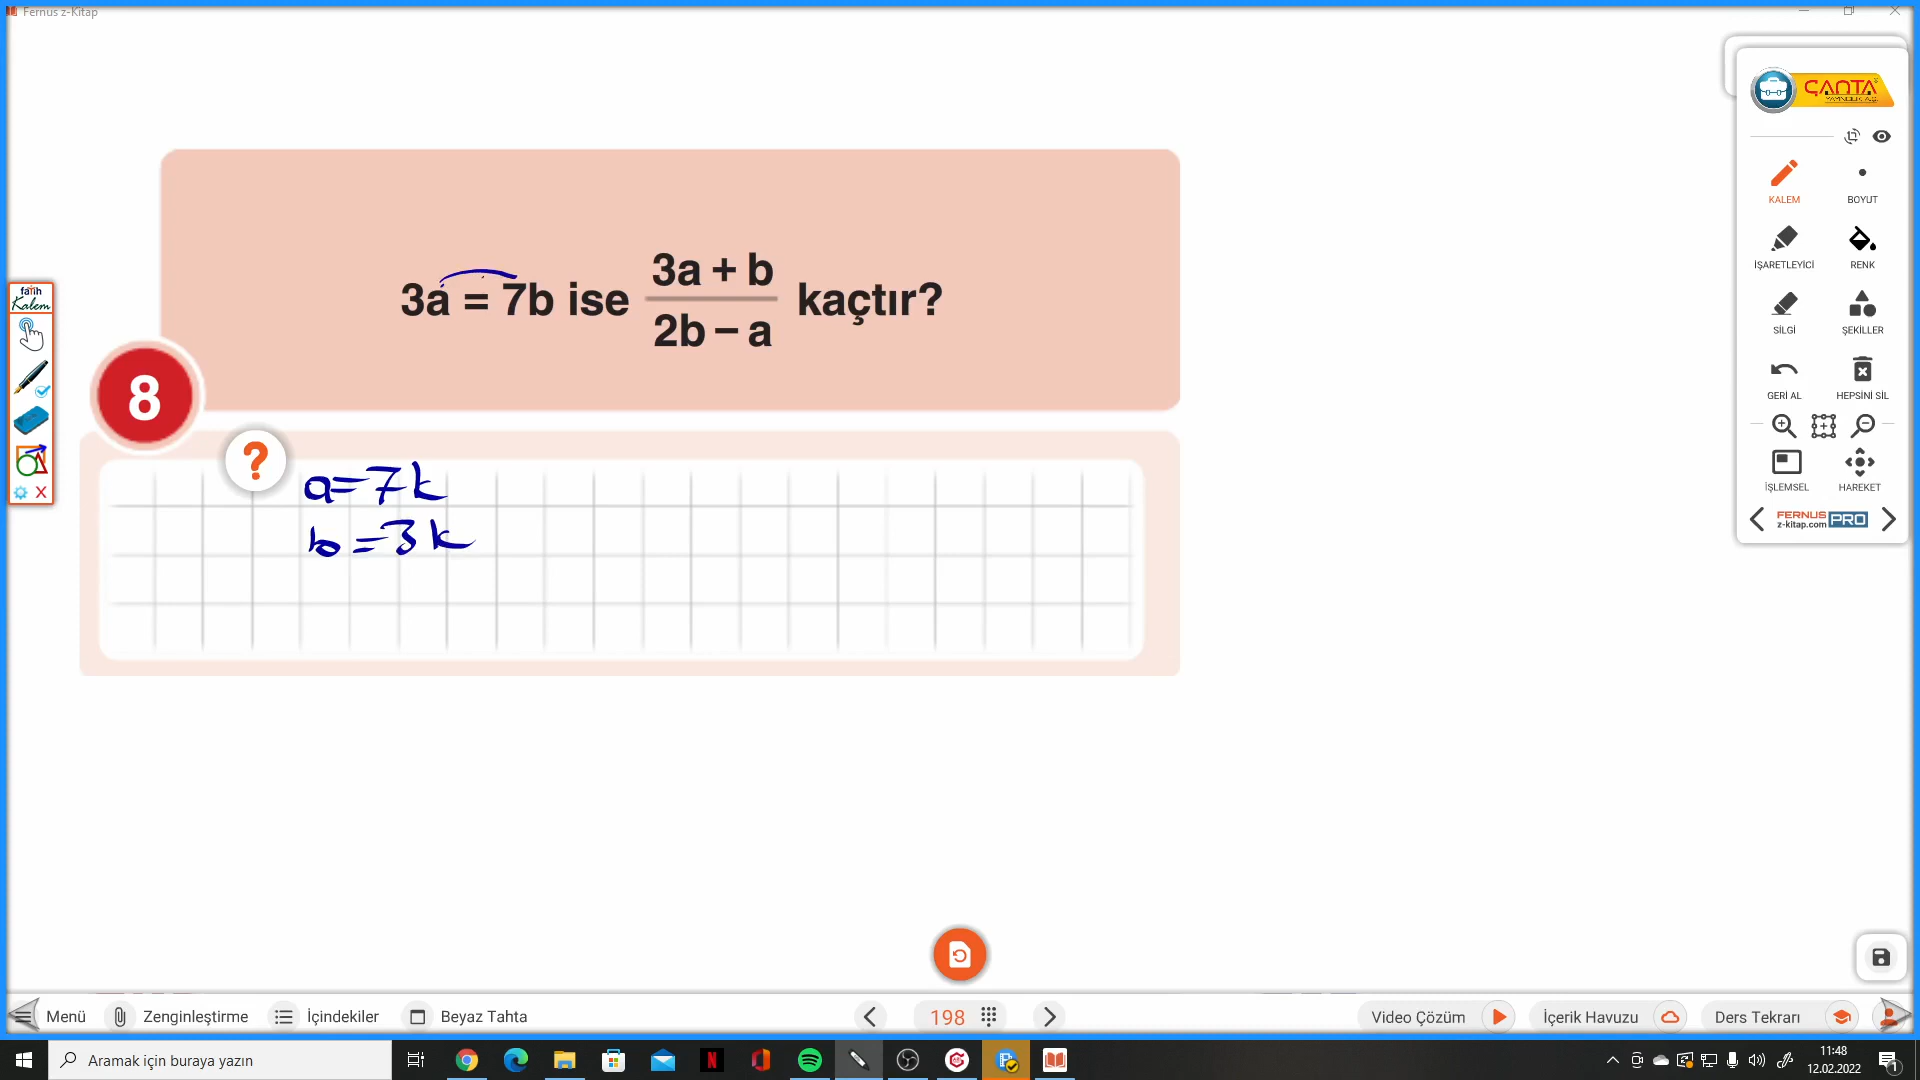 Fernus z-Kitap
ÇANTA
YAYINCILIK A.Ş.
KALEM
BOYUT
İŞARETLEYİCİ
RENK
SİLGİ
ŞEKİLLER
GERİ AL
HEPSİNİ SİL
İŞLEMSEL
HAREKET
FERNUS
z-kitap.com PRO
fatih
Kalem
3a = 7b ise (3a + b)/(2b − a) kaçtır?
8
?
a=7k
b=3k
Menü
Zenginleştirme
İçindekiler
Beyaz Tahta
198
Video Çözüm
İçerik Havuzu
Ders Tekrarı
Aramak için buraya yazın
11:48
12.02.2022
1